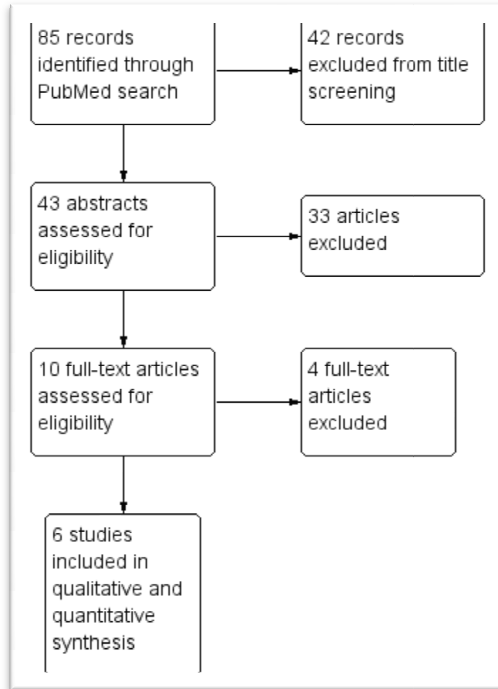 85 records
identified through
PubMed search
42 records
excluded from title
screening
43 abstracts
assessed for
eligibility
33 articles
excluded
10 full-text articles
assessed for
eligibility
4 full-text
articles
excluded
6 studies
included in
qualitative and
quantitative
synthesis